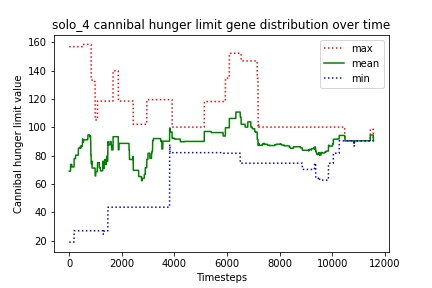 solo_4 cannibal hunger limit gene distribution over time
max
mean
min
Cannibal hunger limit value
160
140
120
100
80
60
40
20
0
2000
4000
6000
8000
10000
12000
Timesteps